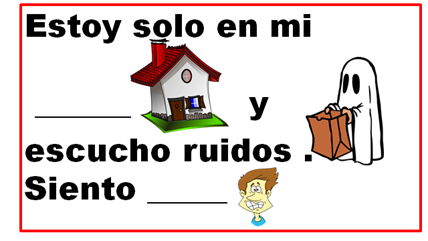 Estoy solo en mi
______ y
escucho ruidos .
Siento _____